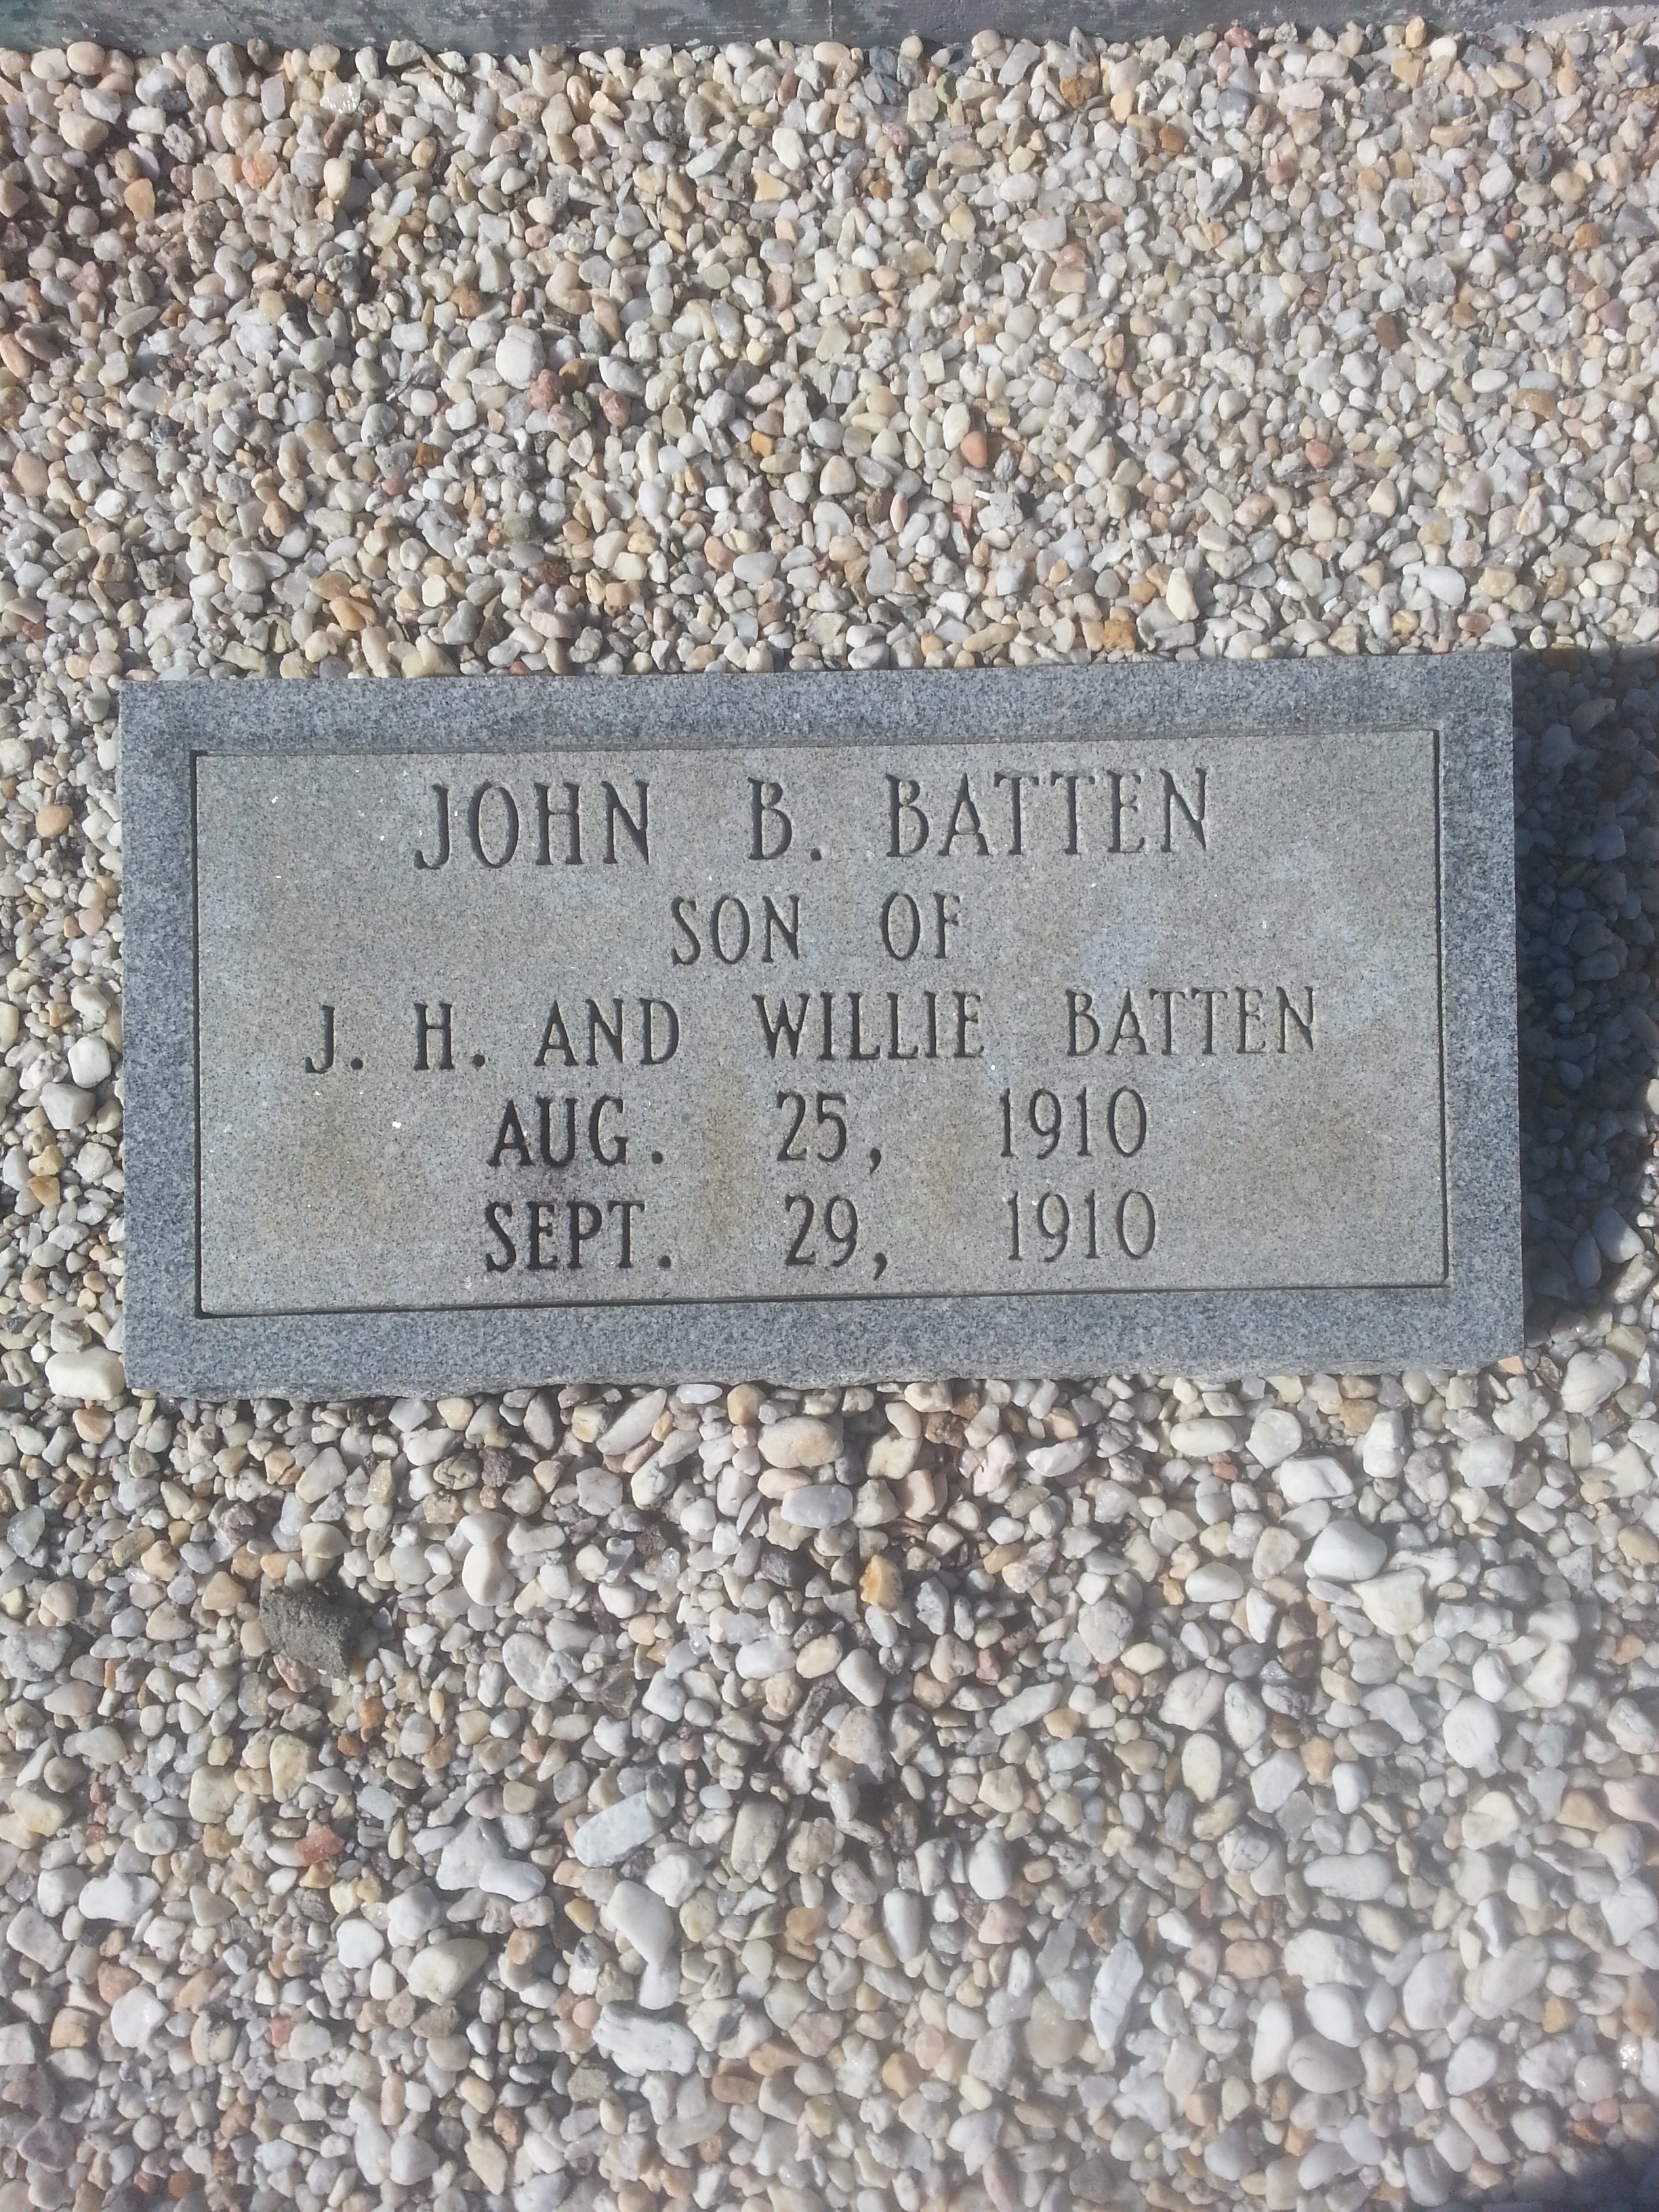 JOHN B. BATTEN
SON OF
J. H. AND WILLIE BATTEN
AUG. 25, 1910
SEPT. 29, 1910